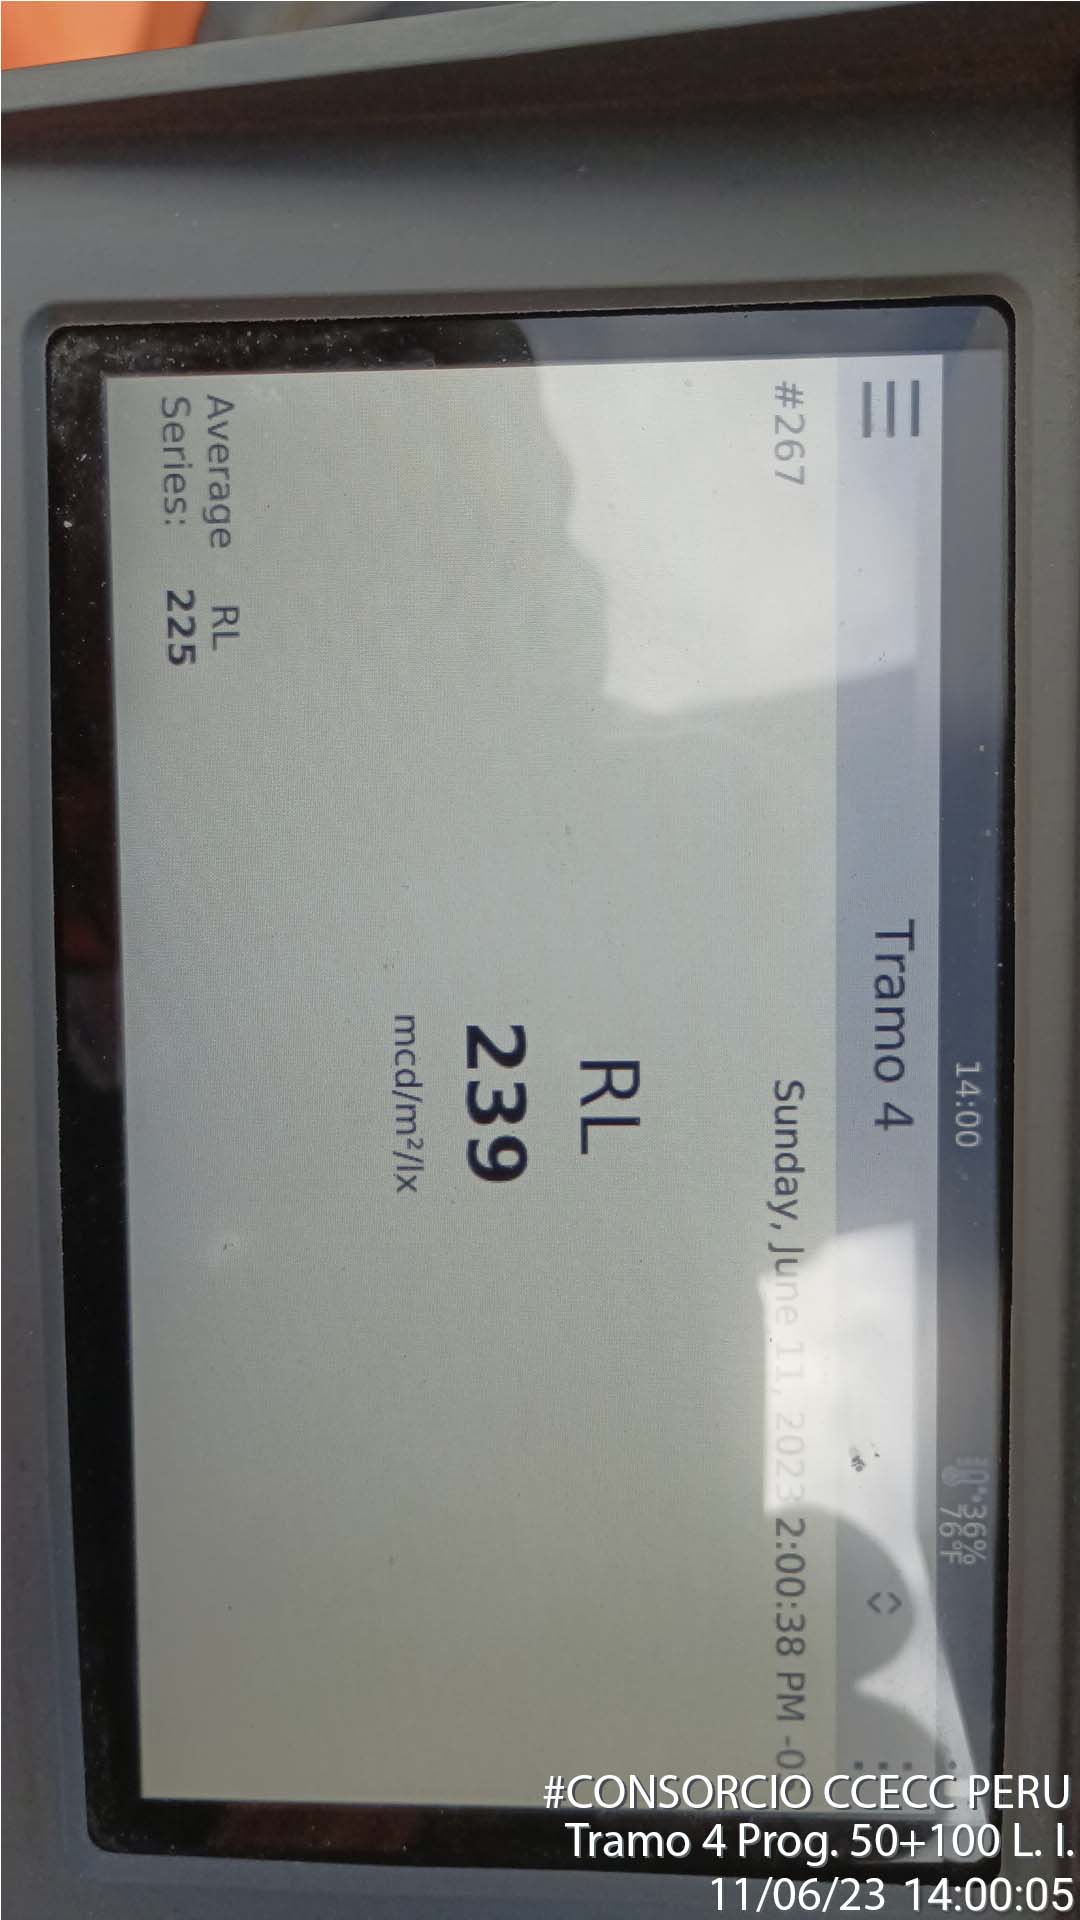 14:00
36%
76°F
Tramo 4
#267
Sunday, June 11, 2023 2:00:38 PM
RL
239
mcd/m²/lx
Average RL
Series: 225
#CONSORCIO CCECC PERU
Tramo 4 Prog. 50+100 L. I.
11/06/23 14:00:05